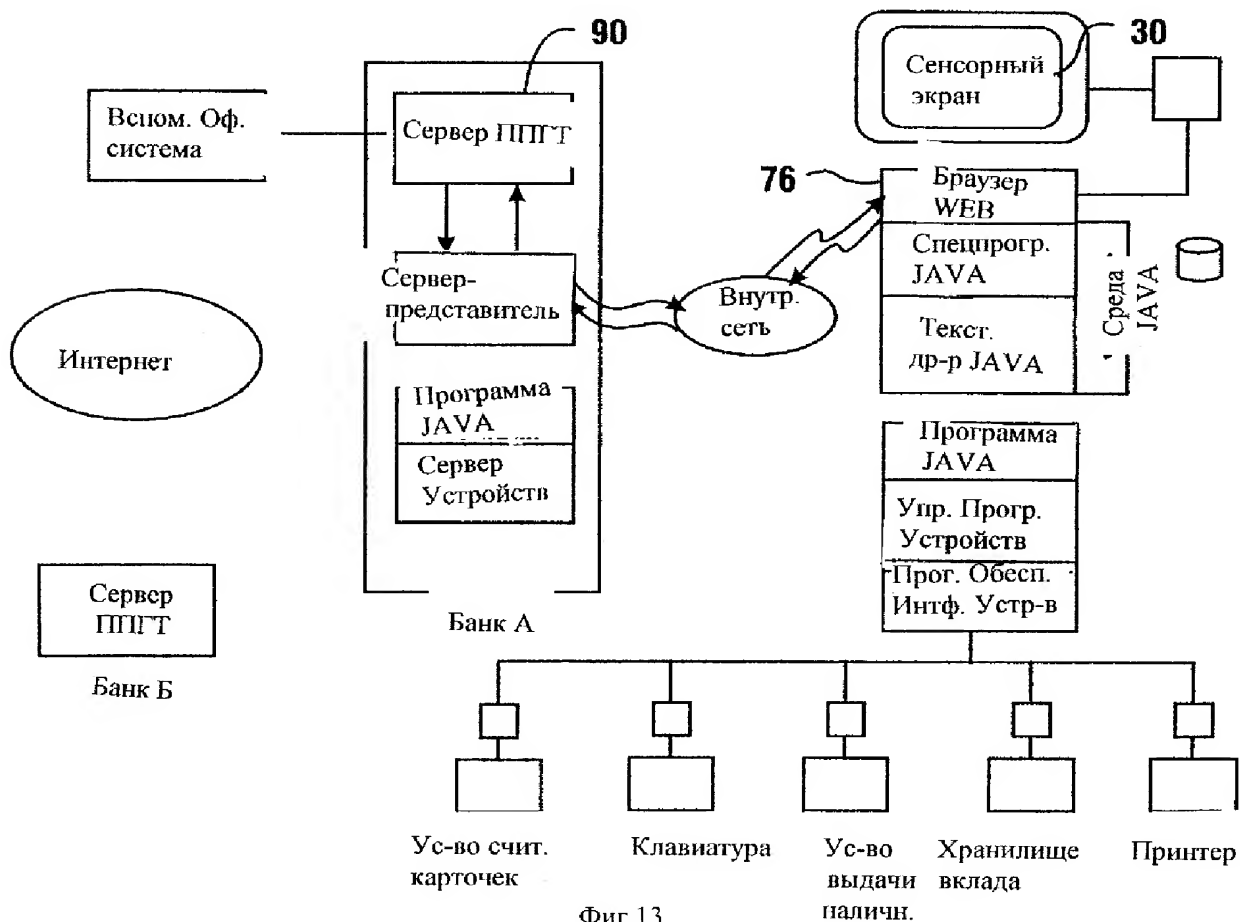 90
Вспом. Оф.
система
Сервер ППГТ
Сервер-
представитель
Программа
JAVA
Сервер
Устройств
Банк А
Интернет
Сервер
ППГТ
Банк Б
Внутр.
сеть
30
Сенсорный
экран
76
Браузер
WEB
Спецпрогр.
JAVA
Текст.
др-р JAVA
Среда
JAVA
Программа
JAVA
Упр. Прогр.
Устройств
Прог. Обесп.
Интф. Устр-в
Ус-во счит.
карточек
Клавиатура
Ус-во
выдачи
наличн.
Хранилище
вклада
Принтер
Фиг.13